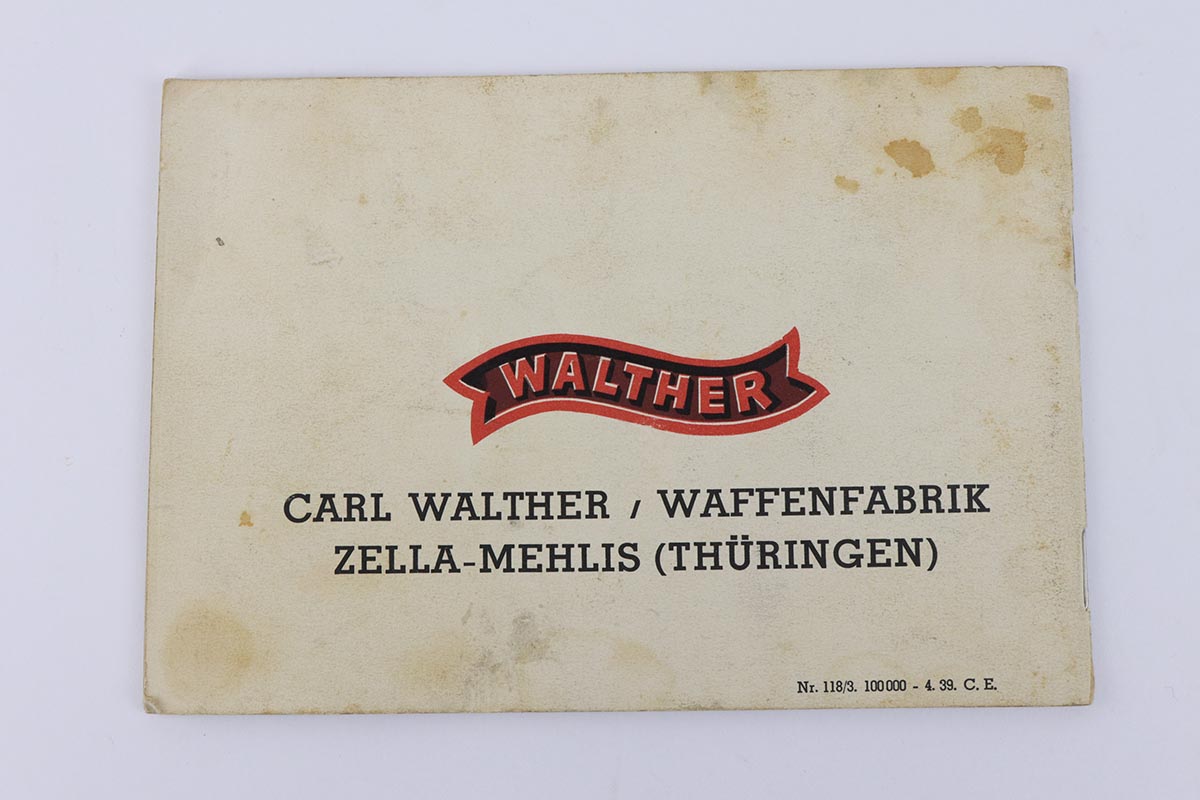 WALTHER
CARL WALTHER / WAFFENFABRIK
ZELLA-MEHLIS (THÜRINGEN)
Nr. 118/3. 100000 - 4. 39. C. E.